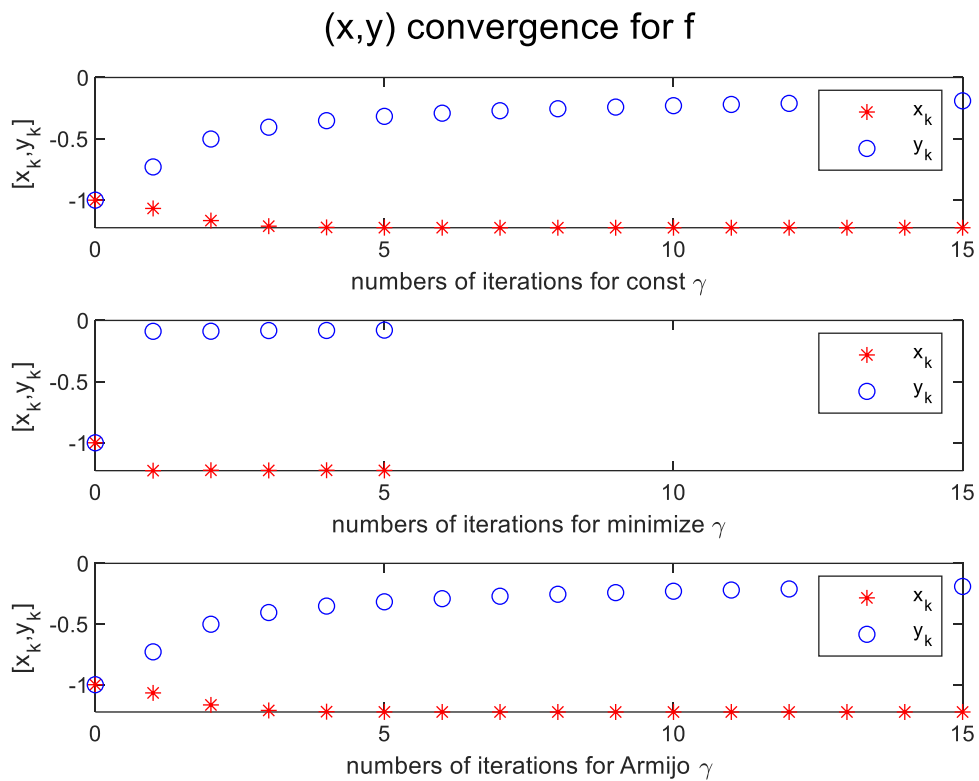 (x,y) convergence for f
0
-0.5
-1
[x_k,y_k]
x_k
y_k
0 5 10 15
numbers of iterations for const γ
0
-0.5
-1
[x_k,y_k]
x_k
y_k
0 5 10 15
numbers of iterations for minimize γ
0
-0.5
-1
[x_k,y_k]
x_k
y_k
0 5 10 15
numbers of iterations for Armijo γ